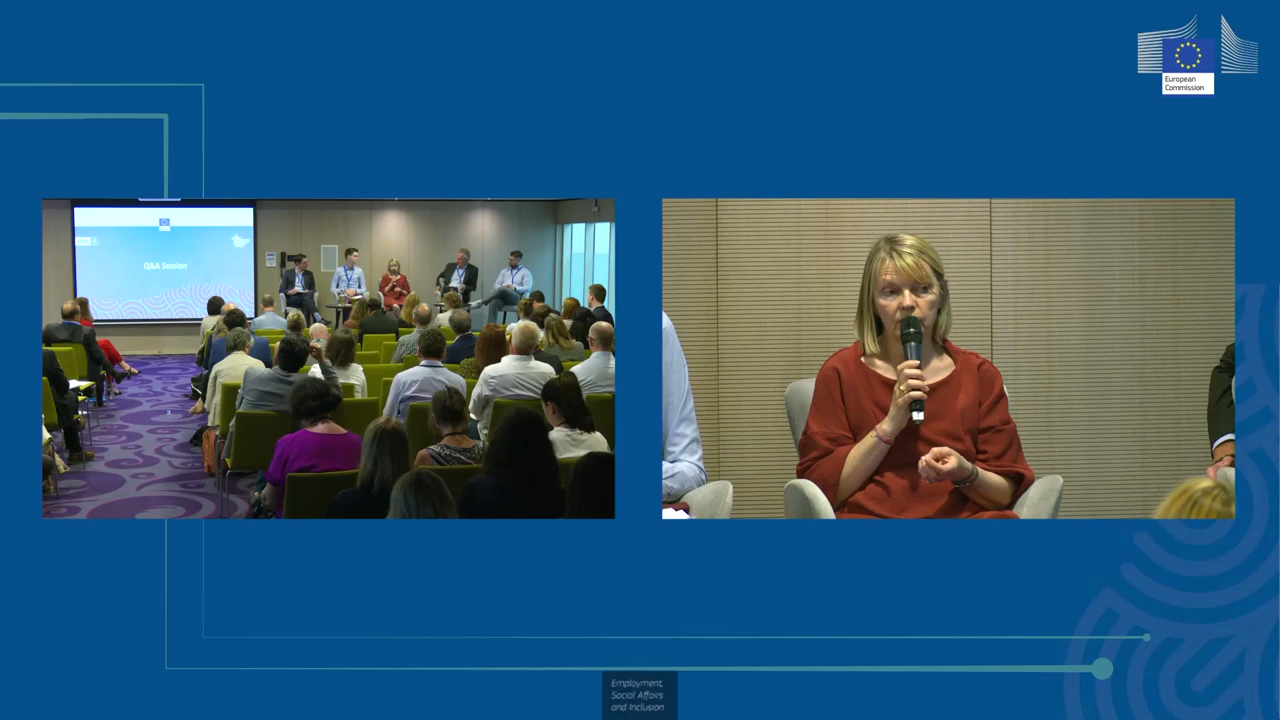 European
Commission
Q&A Session
Employment,
Social Affairs
and Inclusion